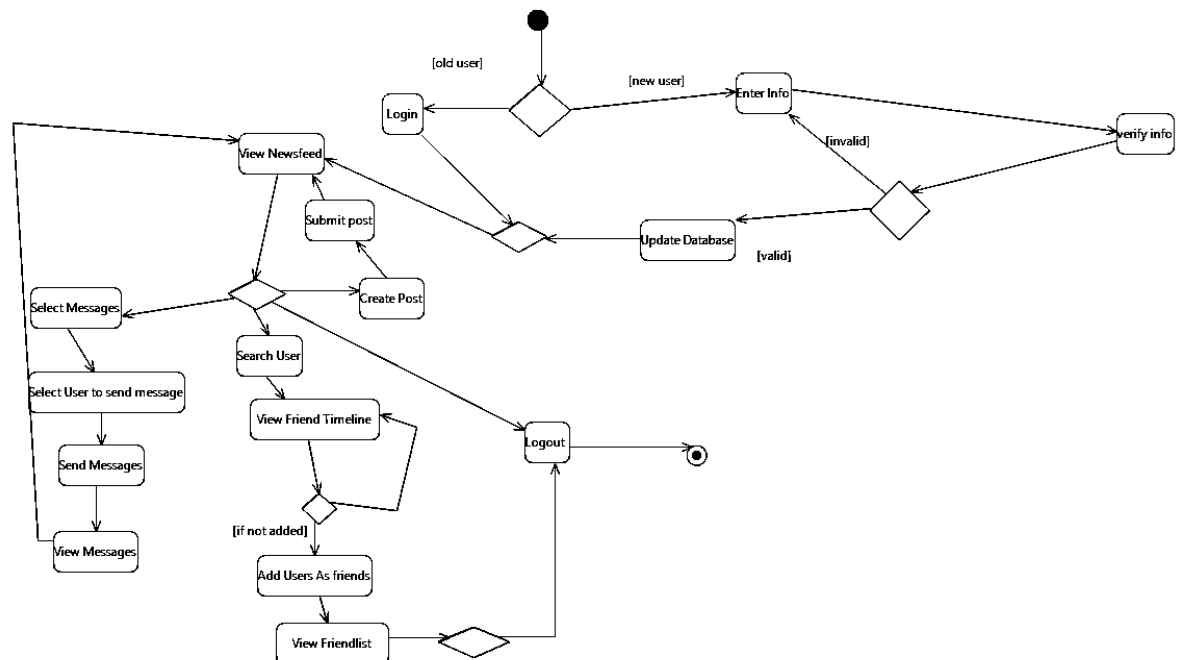 [old user]
[new user]
Enter Info
Login
verify info
[invalid]
View Newsfeed
Submit post
Update Database
[valid]
Create Post
Select Messages
Search User
Select User to send message
View Friend Timeline
Logout
Send Messages
[if not added]
View Messages
Add Users As friends
View Friendlist